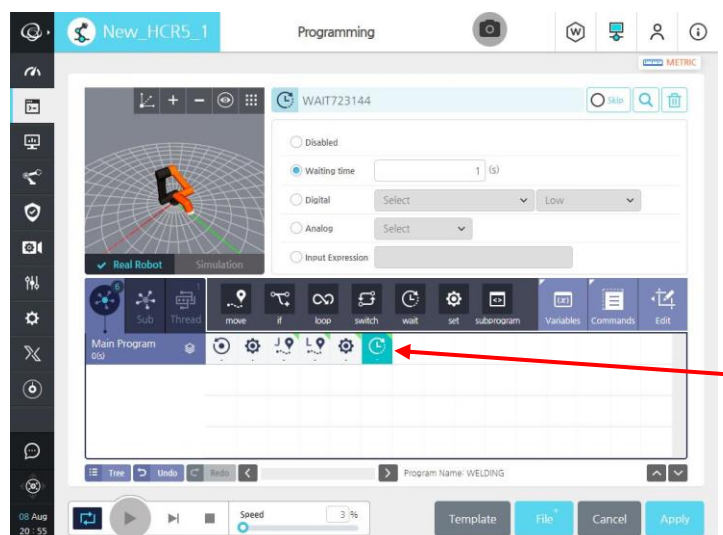 New_HCR5_1
Programming
METRIC
WAIT723144
Skip
Disabled
Waiting time 1 (s)
Digital Select Low
Analog Select
Input Expression
Real Robot Simulation
6 1
Sub Thread move if loop switch wait set subprogram Variables Commands Edit
Main Program
0(s)
J L
Tree Undo Redo Program Name: WELDING
08 Aug
20 : 55
Speed 3 %
Template File Cancel Apply